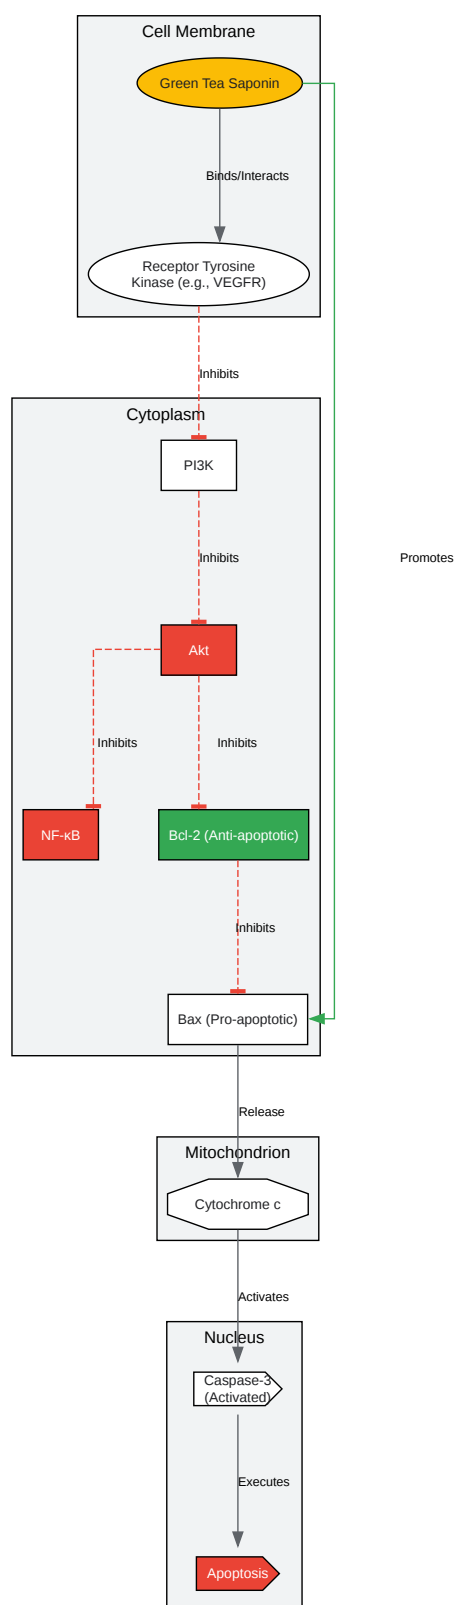 Cell Membrane
Green Tea Saponin
Binds/Interacts
Receptor Tyrosine
Kinase (e.g., VEGFR)
Inhibits
Cytoplasm
PI3K
Inhibits
Promotes
Akt
Inhibits
Inhibits
NF-κB
Bcl-2 (Anti-apoptotic)
Inhibits
Bax (Pro-apoptotic)
Release
Mitochondrion
Cytochrome c
Activates
Nucleus
Caspase-3
(Activated)
Executes
Apoptosis